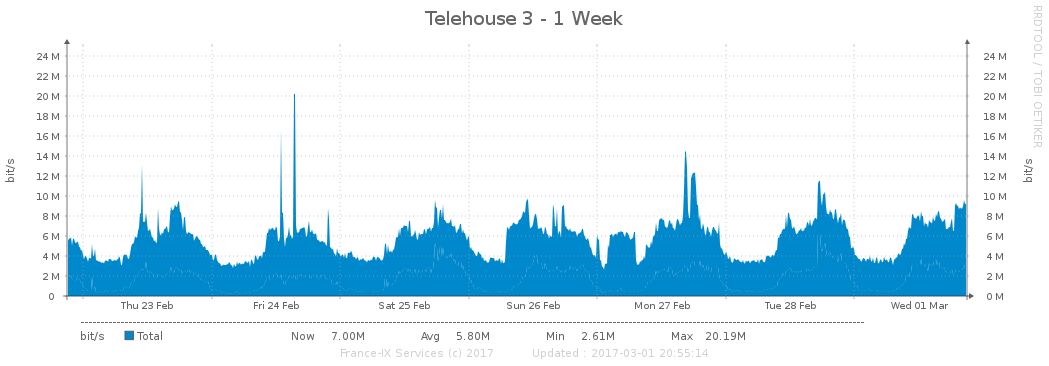 Telehouse 3 - 1 Week
RRDTOOL / TOBI OETIKER
bit/s
24 M 24 M
22 M 22 M
20 M 20 M
18 M 18 M
16 M 16 M
14 M 14 M
12 M 12 M
10 M 10 M
8 M 8 M
6 M 6 M
4 M 4 M
2 M 2 M
0 0 M
bit/s
Thu 23 Feb Fri 24 Feb Sat 25 Feb Sun 26 Feb Mon 27 Feb Tue 28 Feb Wed 01 Mar
bit/s Total Now 7.00M Avg 5.80M Min 2.61M Max 20.19M
France-IX Services (c) 2017 Updated : 2017-03-01 20:55:14